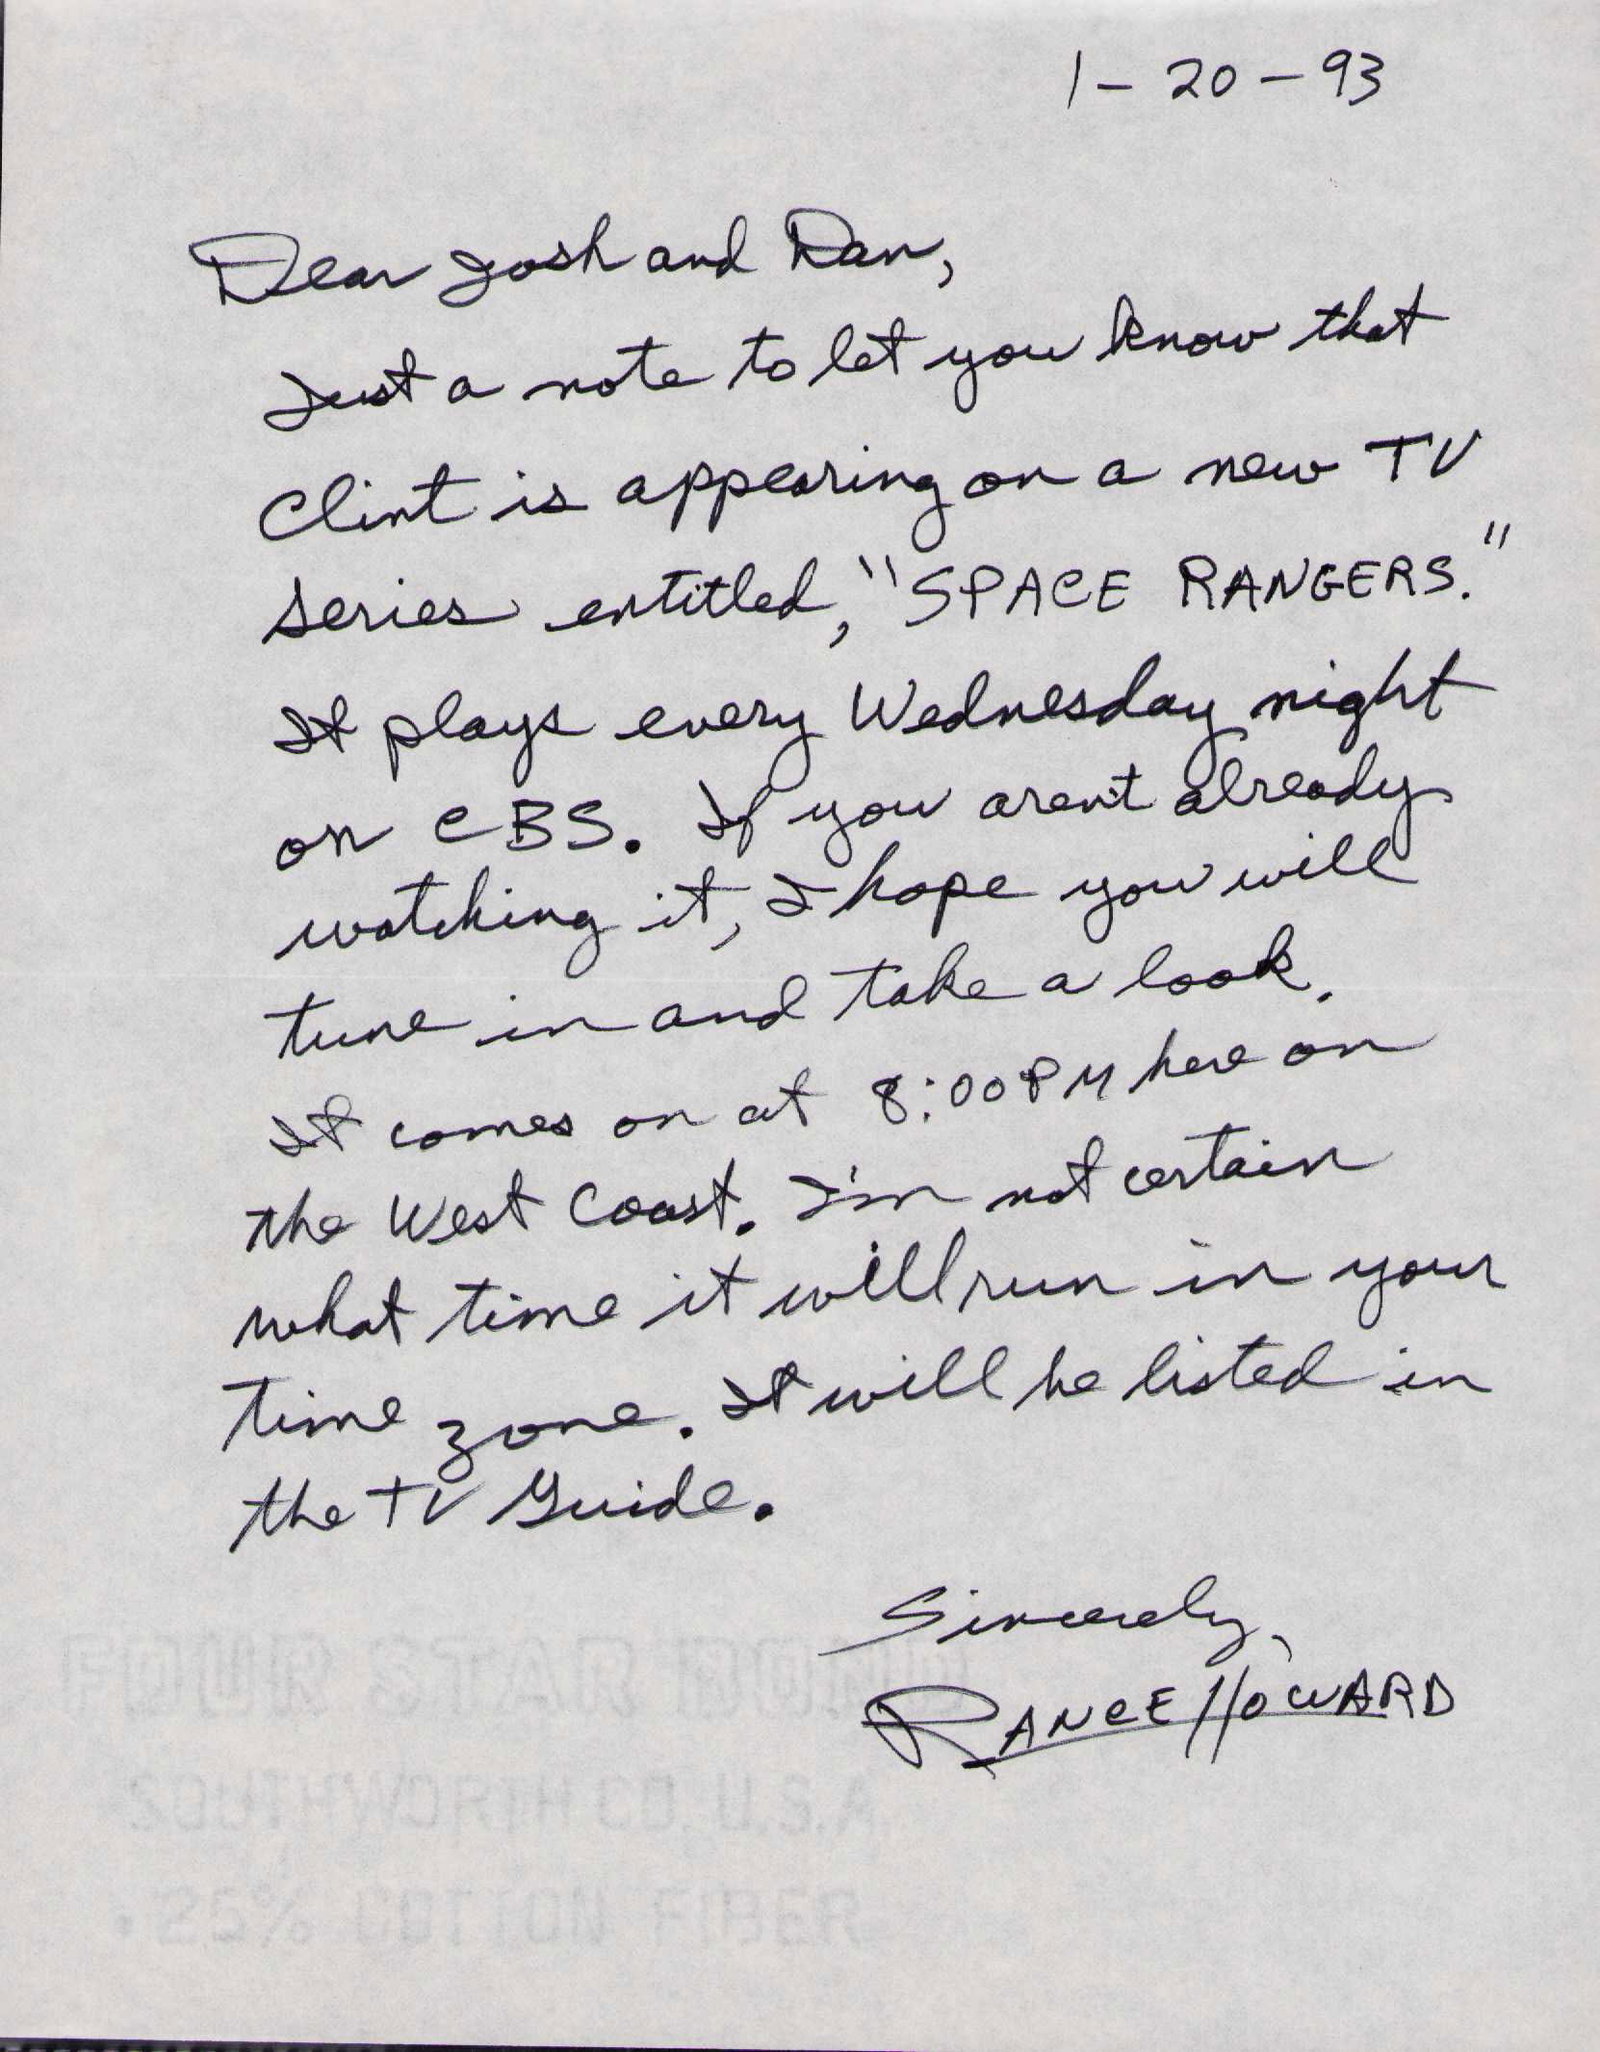 1-20-93
Dear Josh and Dan,
Just a note to let you know that
Clint is appearing on a new TV
series entitled, "SPACE RANGERS."
It plays every Wednesday night
on CBS. If you aren't already
watching it, I hope you will
tune in and take a look.
It comes on at 8:00PM here on
the West Coast. I'm not certain
what time it will run in your
time zone. It will be listed in
the TV Guide.
Sincerely,
RANCE HOWARD
FOUR STAR BOND
SOUTHWORTH CO. U.S.A.
25% COTTON FIBER